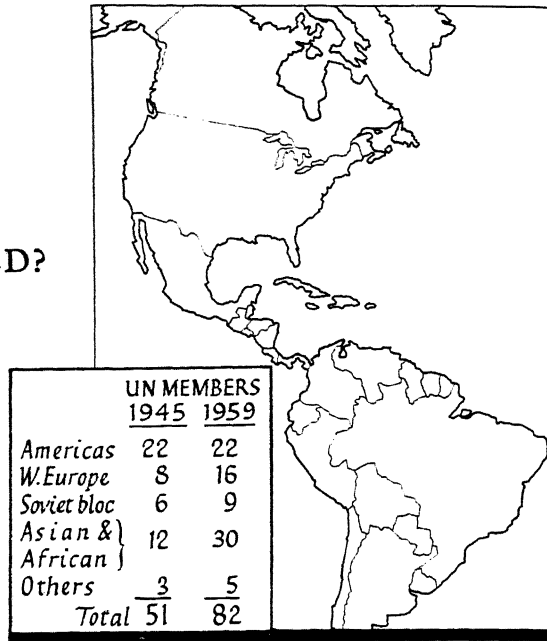 D?
UN MEMBERS
1945 1959
Americas 22 22
W.Europe 8 16
Soviet bloc 6 9
Asian & } 12 30
African
Others 3 5
Total 51 82